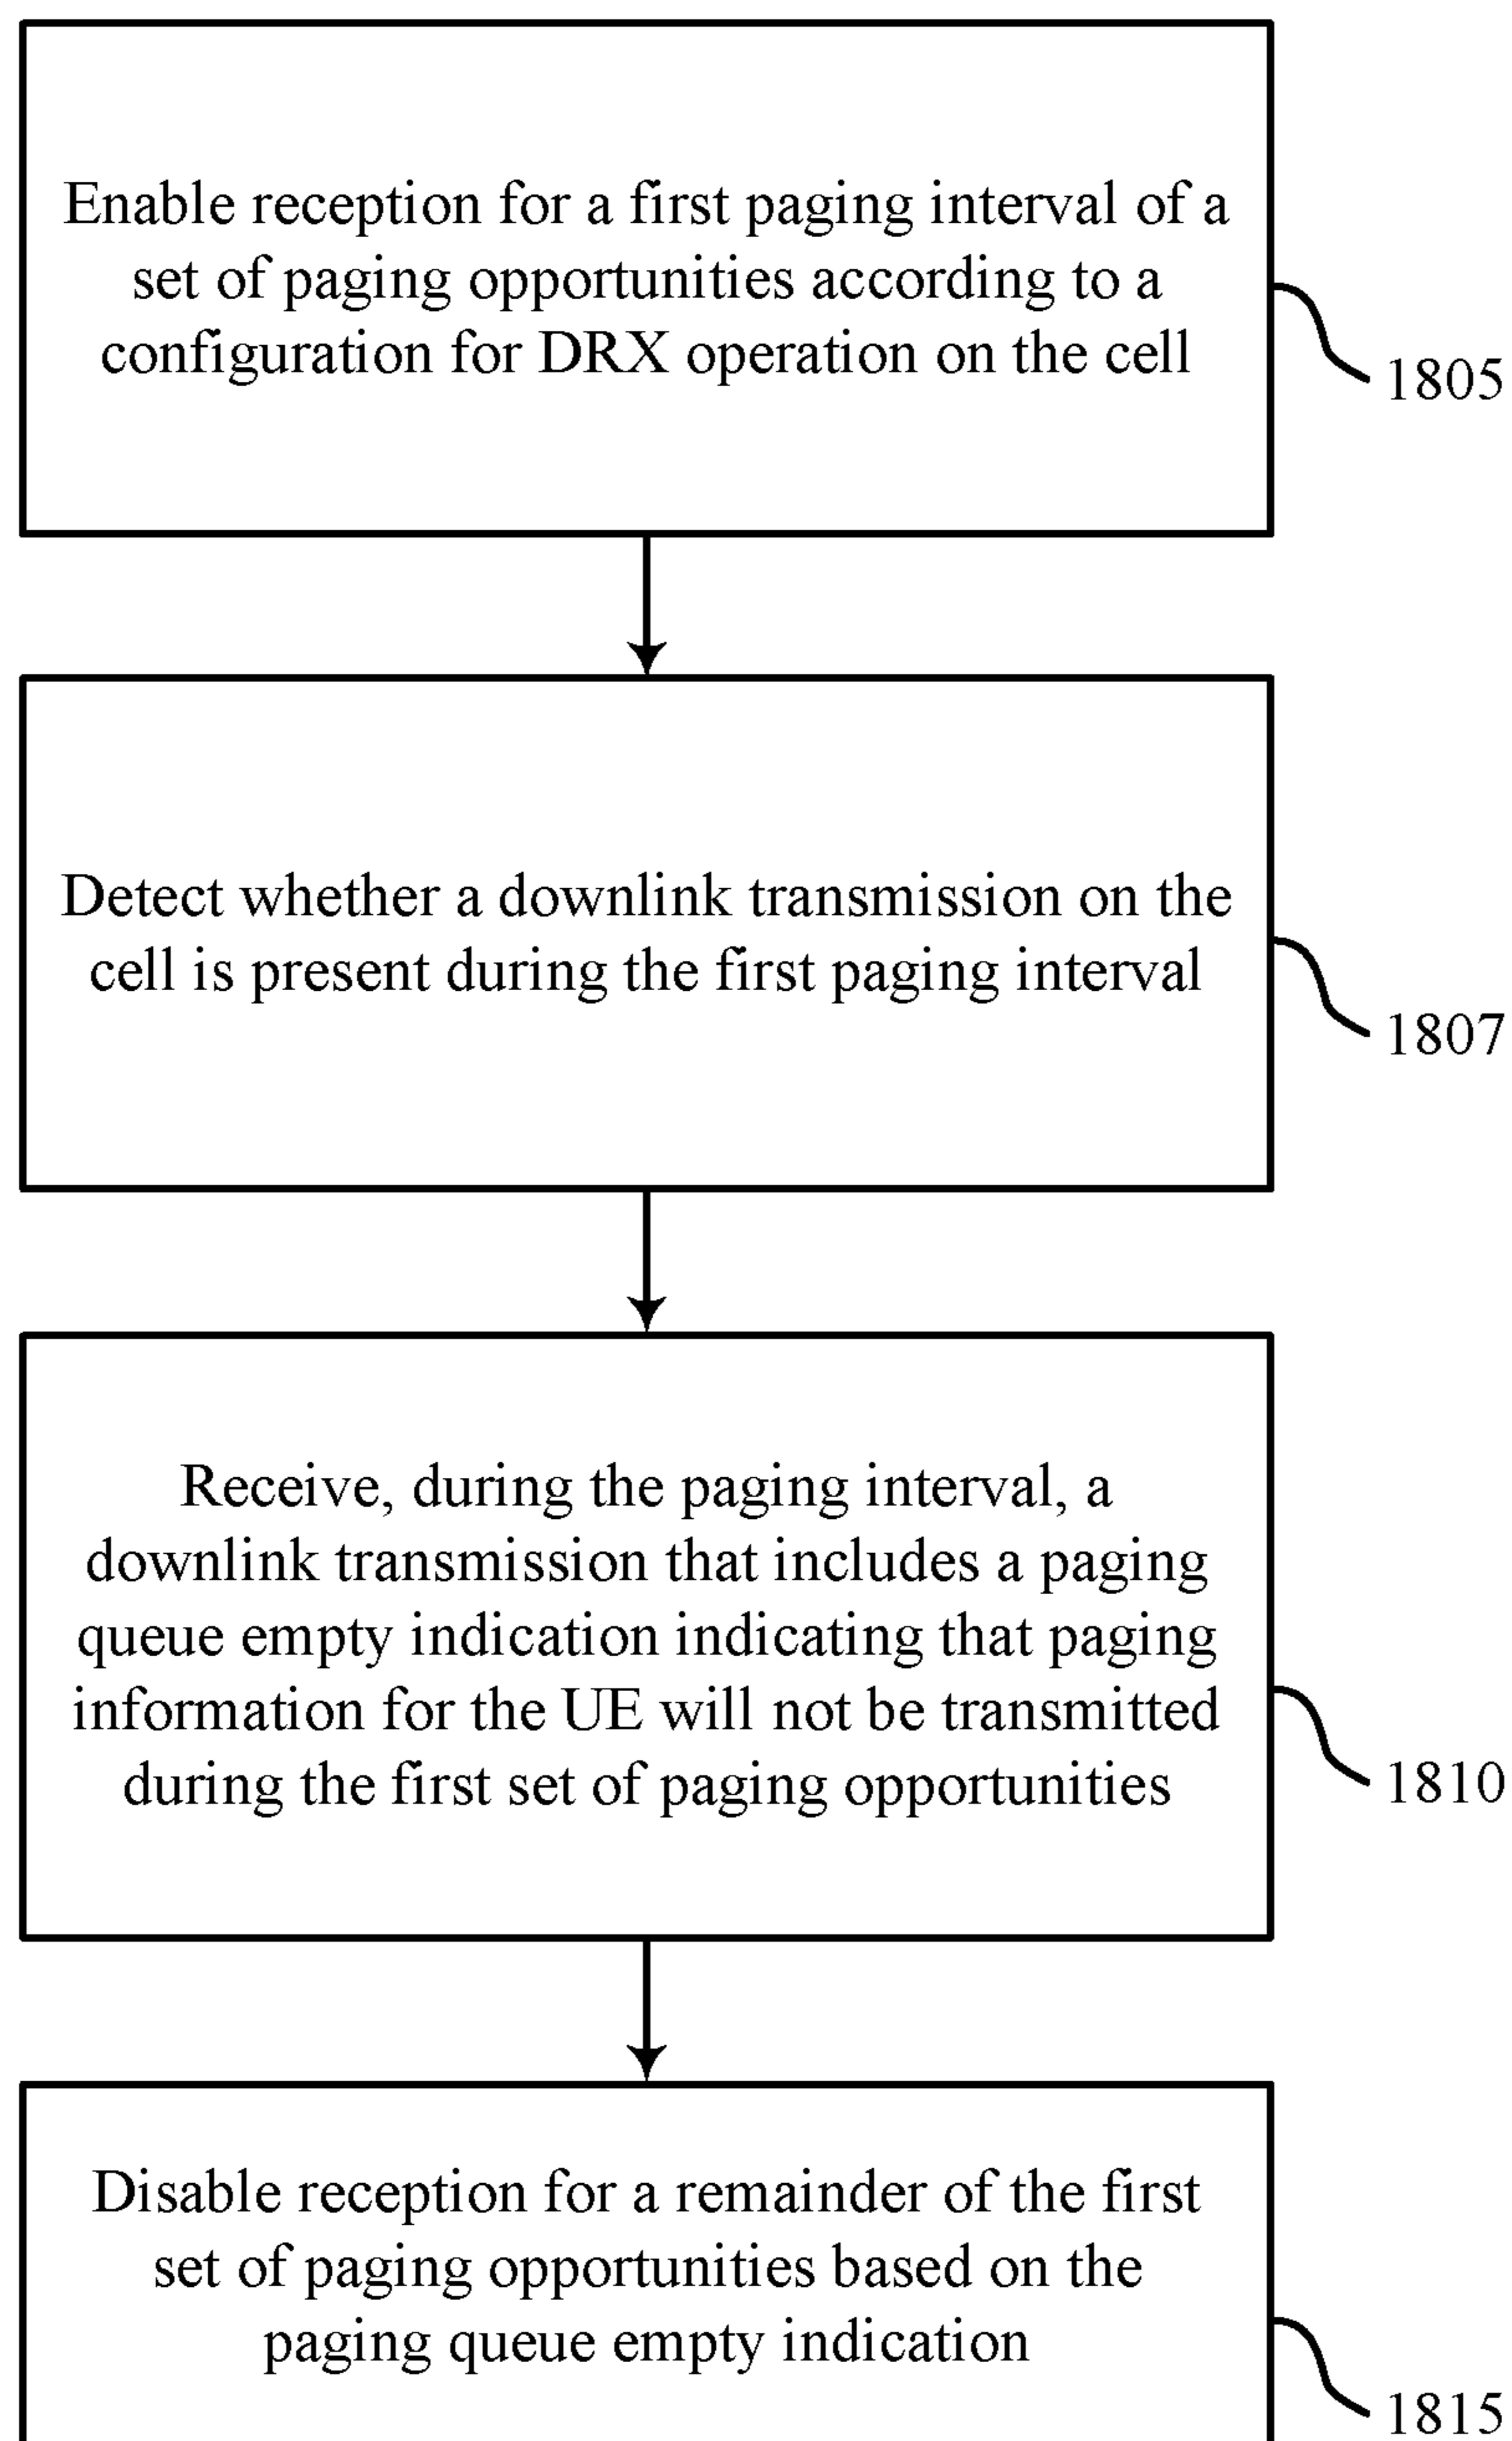 Enable reception for a first paging interval of a
set of paging opportunities according to a
configuration for DRX operation on the cell
1805
Detect whether a downlink transmission on the
cell is present during the first paging interval
1807
Receive, during the paging interval, a
downlink transmission that includes a paging
queue empty indication indicating that paging
information for the UE will not be transmitted
during the first set of paging opportunities
1810
Disable reception for a remainder of the first
set of paging opportunities based on the
paging queue empty indication
1815